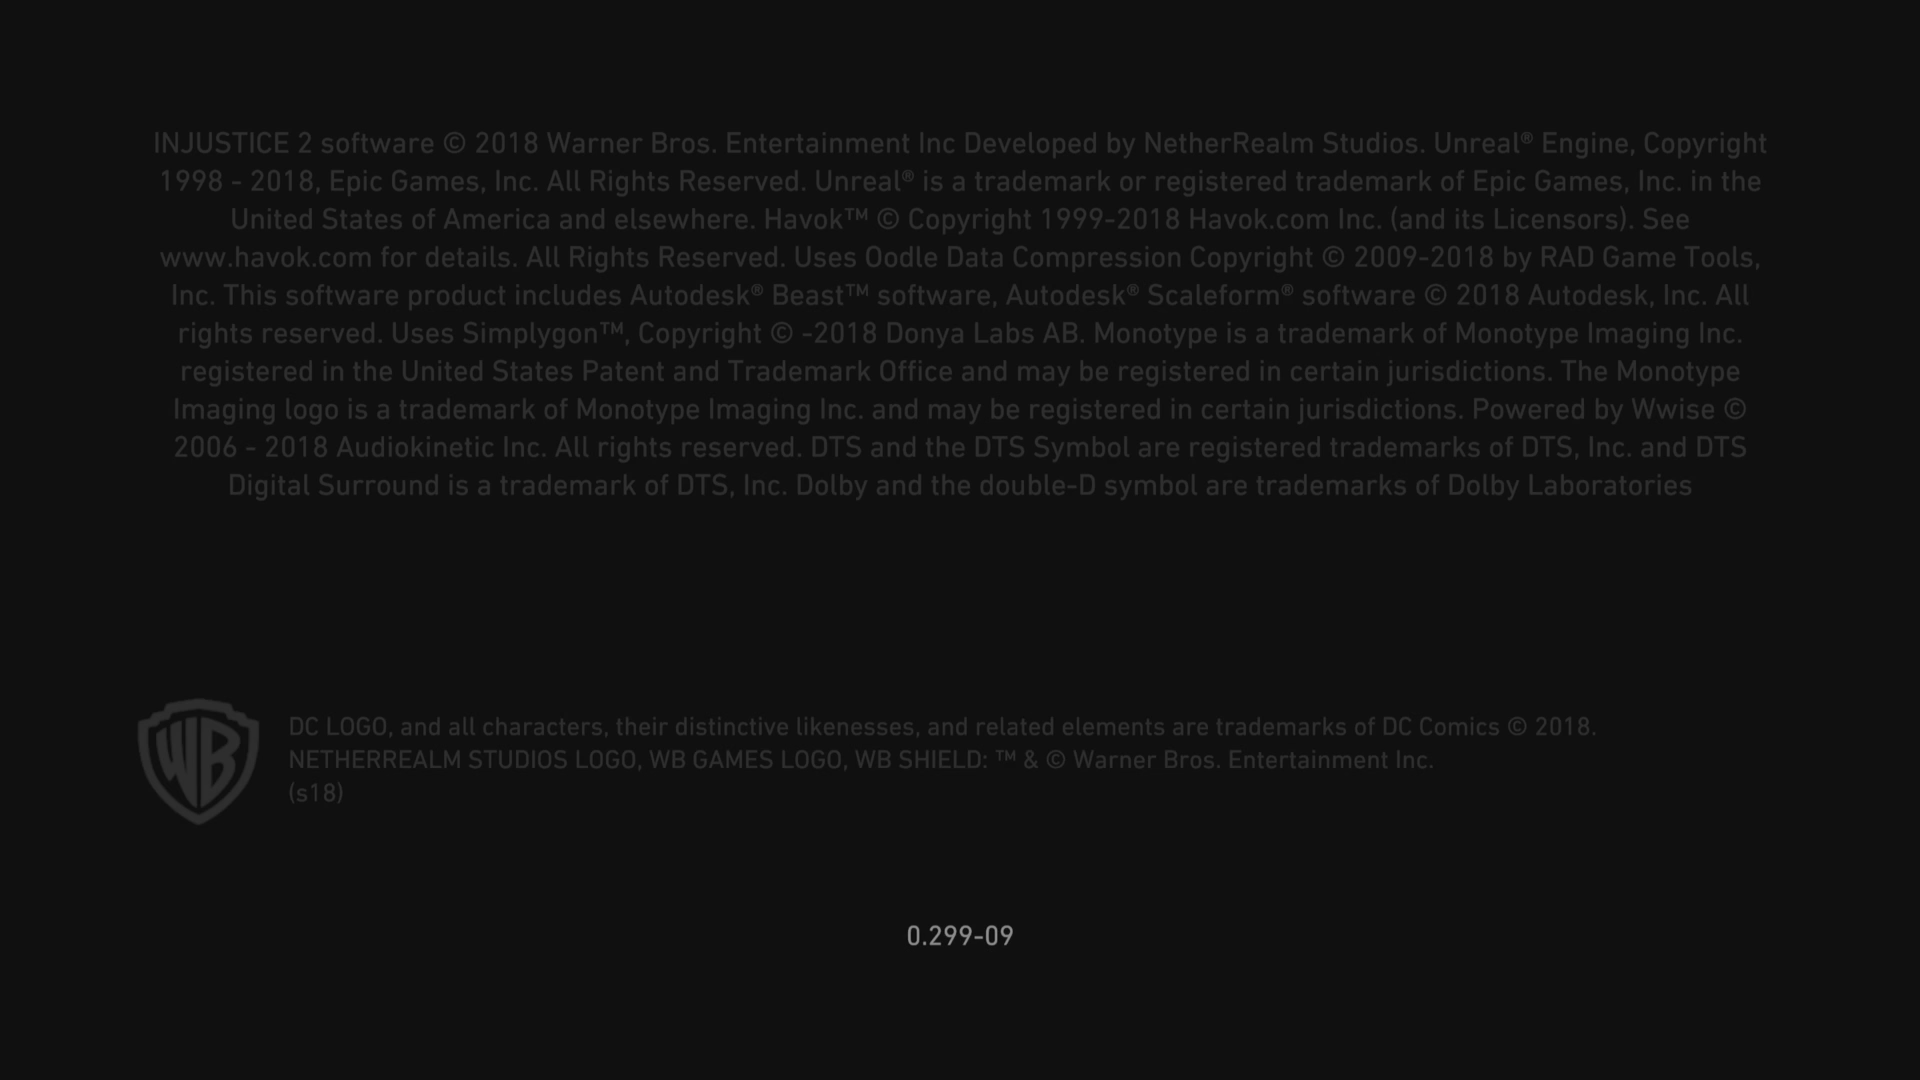 INJUSTICE 2 software © 2018 Warner Bros. Entertainment Inc Developed by NetherRealm Studios. Unreal® Engine, Copyright
1998 - 2018, Epic Games, Inc. All Rights Reserved. Unreal® is a trademark or registered trademark of Epic Games, Inc. in the
United States of America and elsewhere. Havok™ © Copyright 1999-2018 Havok.com Inc. (and its Licensors). See
www.havok.com for details. All Rights Reserved. Uses Oodle Data Compression Copyright © 2009-2018 by RAD Game Tools,
Inc. This software product includes Autodesk® Beast™ software, Autodesk® Scaleform® software © 2018 Autodesk, Inc. All
rights reserved. Uses Simplygon™, Copyright © -2018 Donya Labs AB. Monotype is a trademark of Monotype Imaging Inc.
registered in the United States Patent and Trademark Office and may be registered in certain jurisdictions. The Monotype
Imaging logo is a trademark of Monotype Imaging Inc. and may be registered in certain jurisdictions. Powered by Wwise ©
2006 - 2018 Audiokinetic Inc. All rights reserved. DTS and the DTS Symbol are registered trademarks of DTS, Inc. and DTS
Digital Surround is a trademark of DTS, Inc. Dolby and the double-D symbol are trademarks of Dolby Laboratories
WB
DC LOGO, and all characters, their distinctive likenesses, and related elements are trademarks of DC Comics © 2018.
NETHERREALM STUDIOS LOGO, WB GAMES LOGO, WB SHIELD: ™ & © Warner Bros. Entertainment Inc.
(s18)
0.299-09